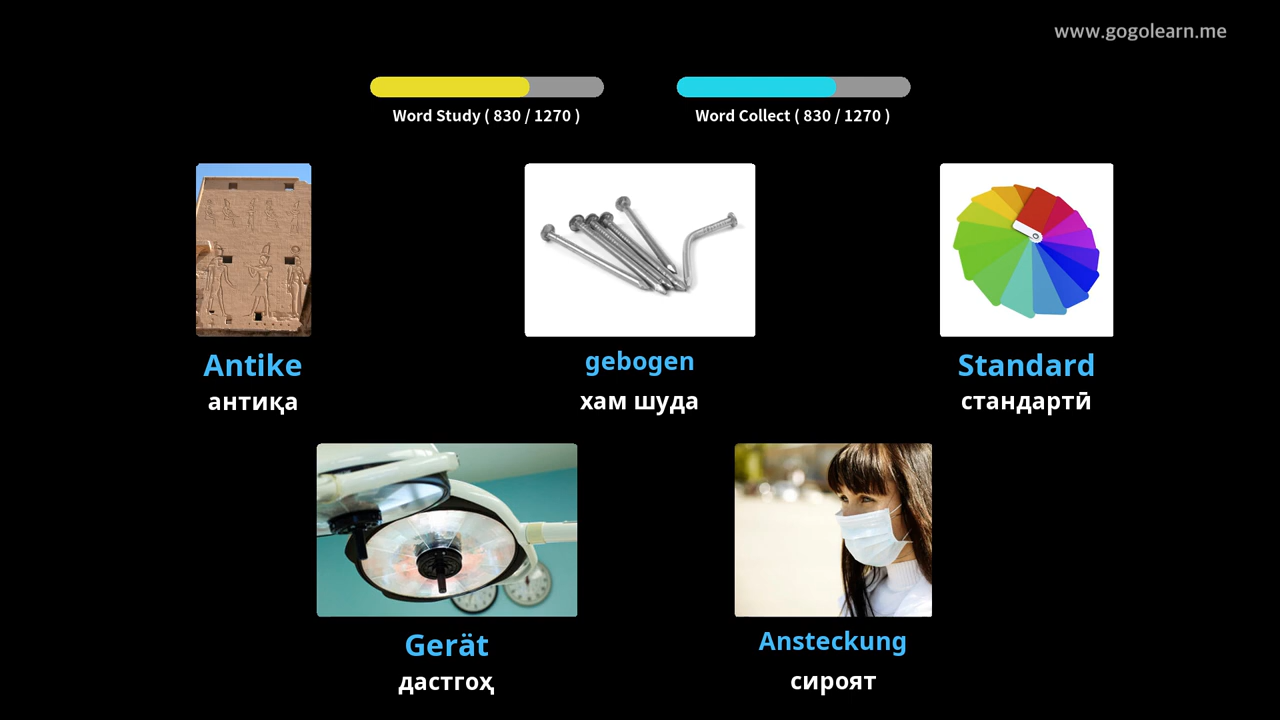 www.gogolearn.me
Word Study ( 830 / 1270 )
Word Collect ( 830 / 1270 )
Antike
антиқа
gebogen
хам шуда
Standard
стандартӣ
Gerät
дастгоҳ
Ansteckung
сироят